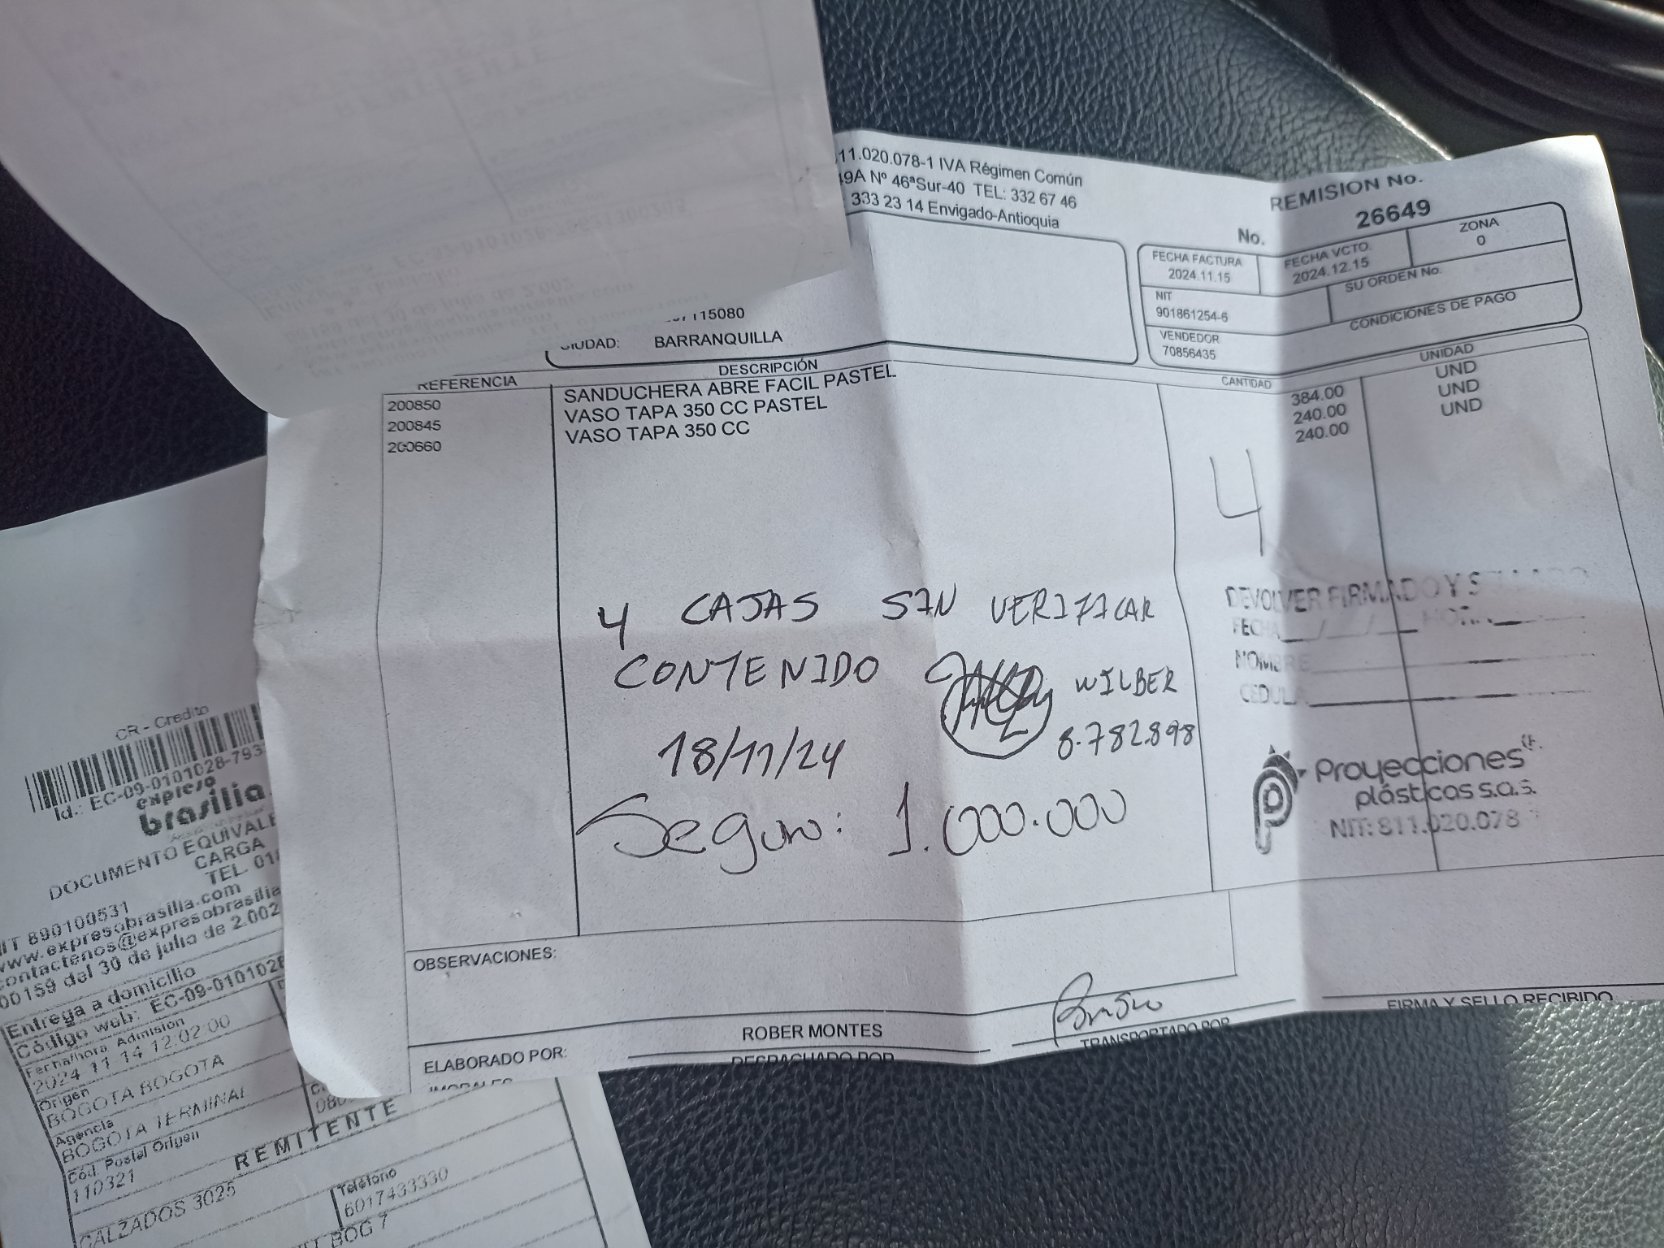 11.020.078-1 IVA Régimen Común
49A Nº 46ªSur-40 TEL: 332 67 46
333 23 14 Envigado-Antioquia
REMISION No.
No. 26649
FECHA FACTURA
2024.11.15
FECHA VCTO.
2024.12.15
ZONA
0
NIT
901861254-6
SU ORDEN No.
VENDEDOR
70856435
CONDICIONES DE PAGO
115080
CIUDAD: BARRANQUILLA
REFERENCIA DESCRIPCIÓN CANTIDAD UNIDAD
200850 SANDUCHERA ABRE FACIL PASTEL 384.00 UND
200845 VASO TAPA 350 CC PASTEL 240.00 UND
200660 VASO TAPA 350 CC 240.00 UND
4
4 CAJAS SIN VERIFICAR
CONTENIDO WILBER
18/11/24 8.782.898
Seguro: 1.000.000
DEVOLVER FIRMADO Y
FECHA / /
NOMBRE
CEDULA
Proyecciones
plásticas s.a.s.
NIT: 811.020.078
OBSERVACIONES:
ELABORADO POR:
ROBER MONTES
DESPACHADO POR
TRANSPORTADO POR
FIRMA Y SELLO RECIBIDO
CR - Credito
Id.: EC-09-0101028-793
expreso
brasilia
DOCUMENTO EQUIVALE
CARGA
TEL. 018
NIT 890100531
www.expresobrasilia.com
contactenos@expresobrasilia
00159 del 30 de julio de 2.002
Entrega a domicilio
Código web: EC-09-0101028
Fecha/hora Admision
2024 11 14 12:02:00
Origen
BOGOTA BOGOTA
Agencia
BOGOTA TERMINAL
Cód. Postal Origen
110321
REMITENTE
CALZADOS 3025
Teléfono
6017433330
BOG 7